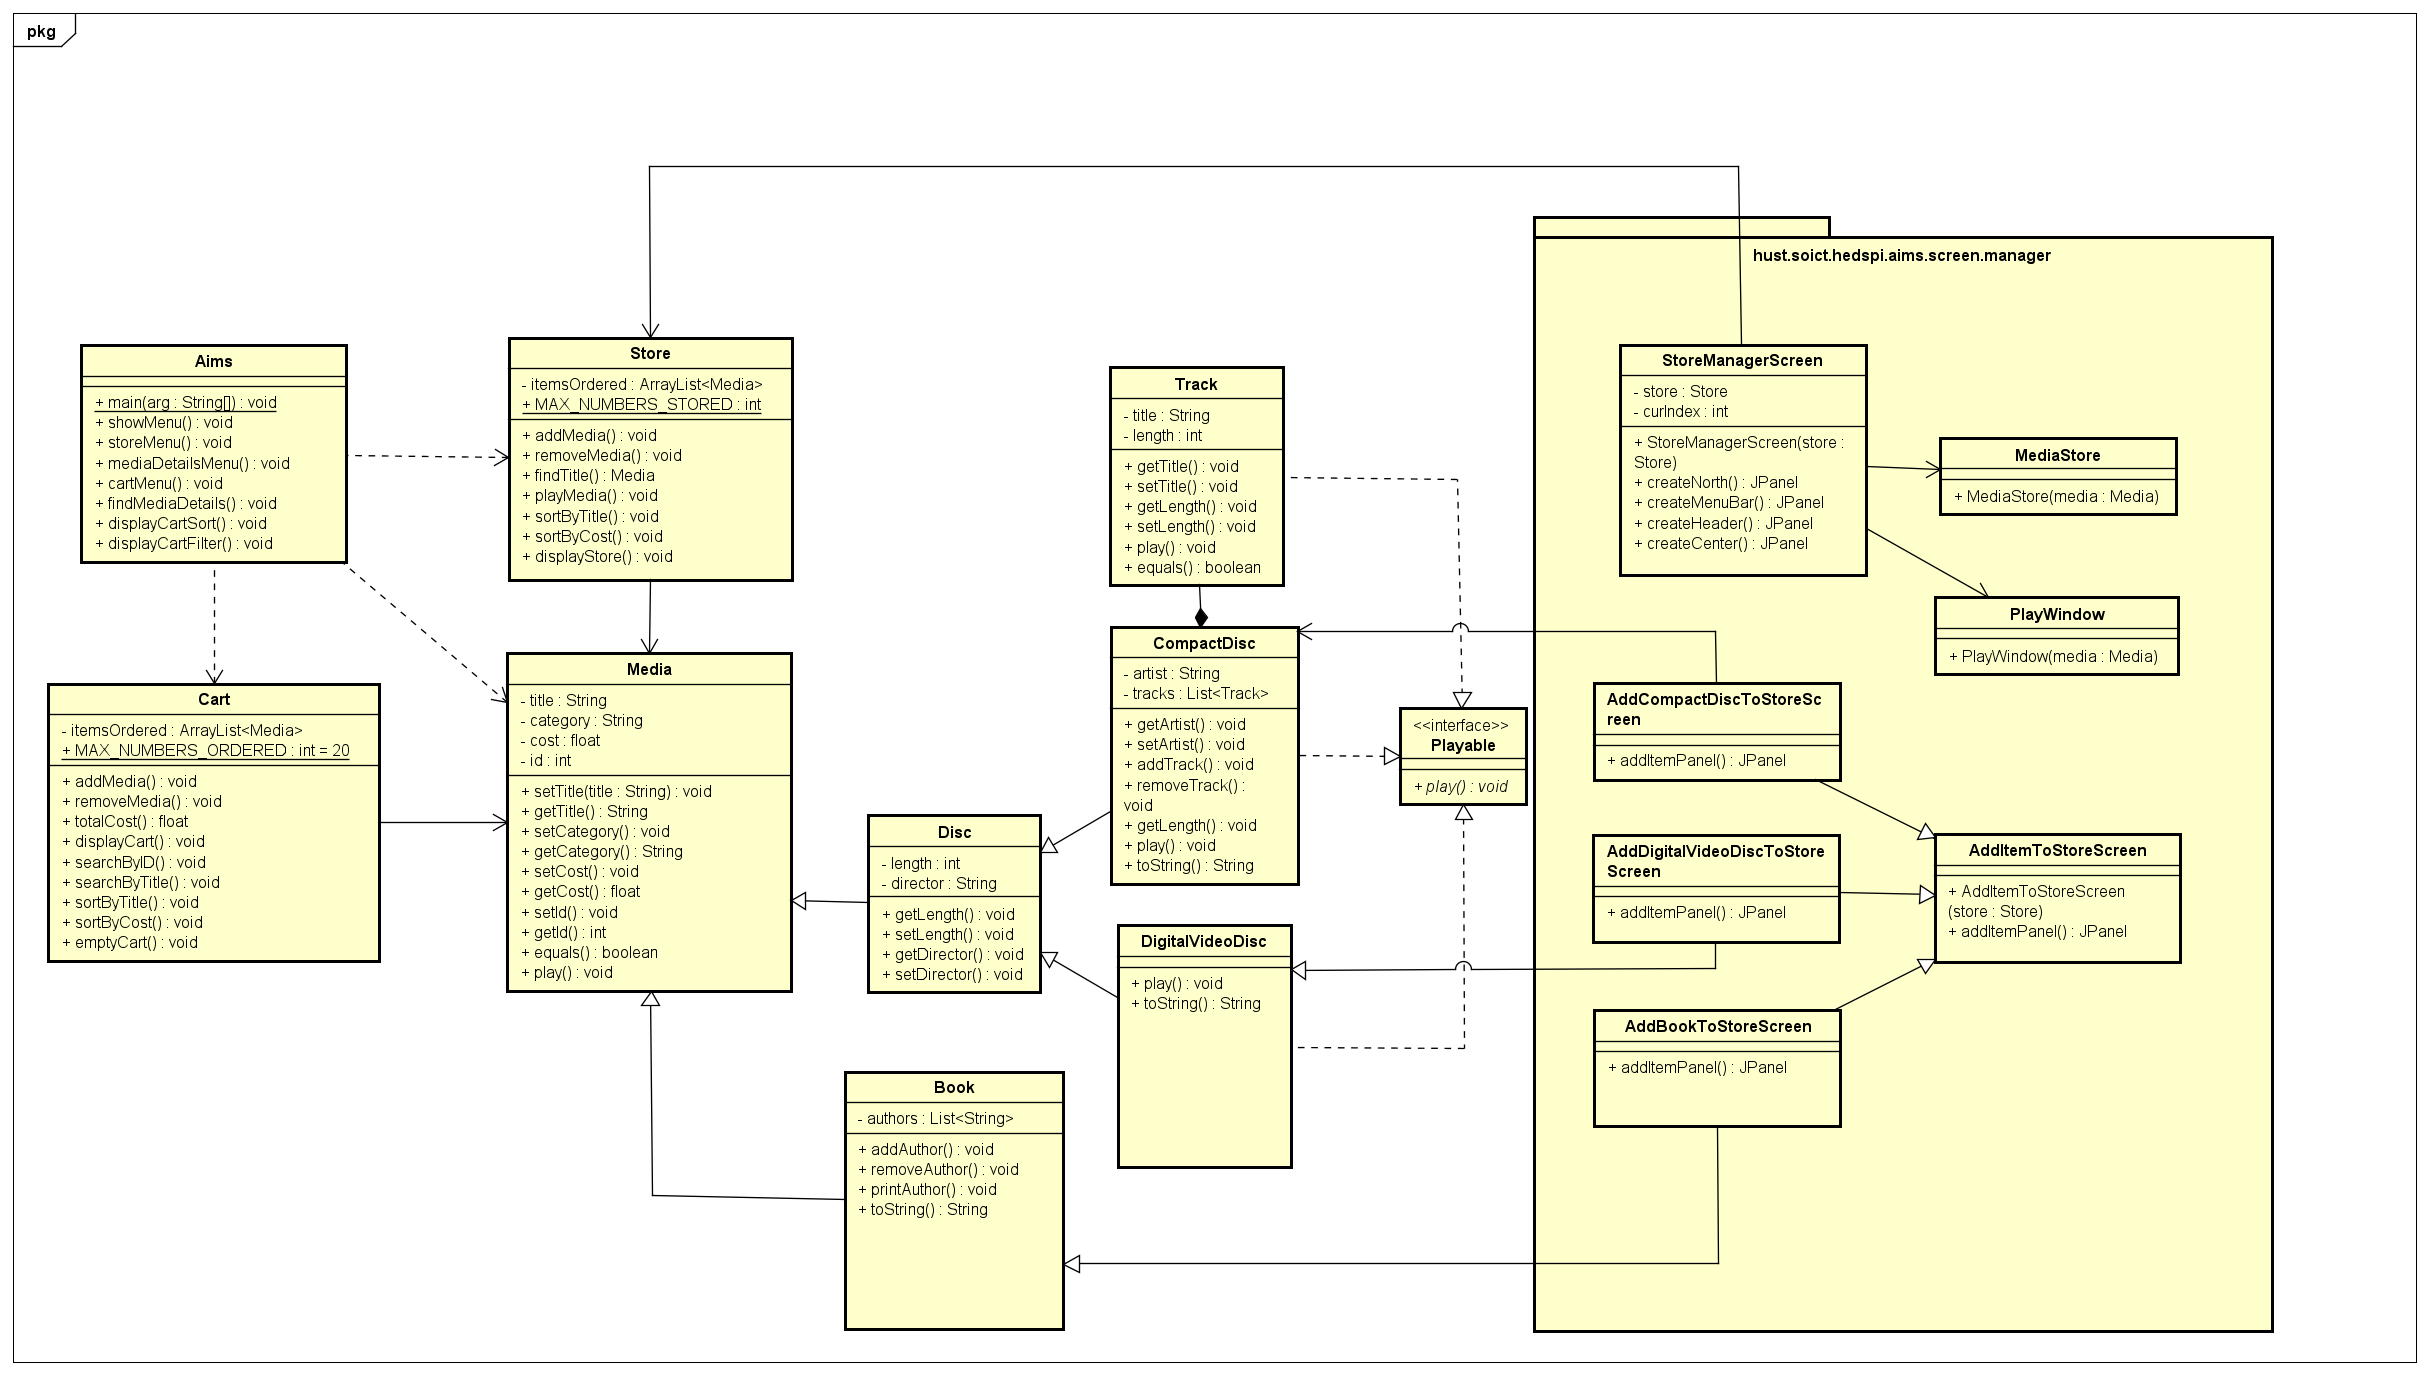 pkg
hust.soict.hedspi.aims.screen.manager
Aims
+ main(arg : String[]) : void
+ showMenu() : void
+ storeMenu() : void
+ mediaDetailsMenu() : void
+ cartMenu() : void
+ findMediaDetails() : void
+ displayCartSort() : void
+ displayCartFilter() : void
Store
- itemsOrdered : ArrayList<Media>
+ MAX_NUMBERS_STORED : int
+ addMedia() : void
+ removeMedia() : void
+ findTitle() : Media
+ playMedia() : void
+ sortByTitle() : void
+ sortByCost() : void
+ displayStore() : void
Track
- title : String
- length : int
+ getTitle() : void
+ setTitle() : void
+ getLength() : void
+ setLength() : void
+ play() : void
+ equals() : boolean
StoreManagerScreen
- store : Store
- curIndex : int
+ StoreManagerScreen(store :
Store)
+ createNorth() : JPanel
+ createMenuBar() : JPanel
+ createHeader() : JPanel
+ createCenter() : JPanel
MediaStore
+ MediaStore(media : Media)
PlayWindow
+ PlayWindow(media : Media)
Cart
- itemsOrdered : ArrayList<Media>
+ MAX_NUMBERS_ORDERED : int = 20
+ addMedia() : void
+ removeMedia() : void
+ totalCost() : float
+ displayCart() : void
+ searchByID() : void
+ searchByTitle() : void
+ sortByTitle() : void
+ sortByCost() : void
+ emptyCart() : void
Media
- title : String
- category : String
- cost : float
- id : int
+ setTitle(title : String) : void
+ getTitle() : String
+ setCategory() : void
+ getCategory() : String
+ setCost() : void
+ getCost() : float
+ setId() : void
+ getId() : int
+ equals() : boolean
+ play() : void
Disc
- length : int
- director : String
+ getLength() : void
+ setLength() : void
+ getDirector() : void
+ setDirector() : void
CompactDisc
- artist : String
- tracks : List<Track>
+ getArtist() : void
+ setArtist() : void
+ addTrack() : void
+ removeTrack() :
void
+ getLength() : void
+ play() : void
+ toString() : String
<<interface>>
Playable
+ play() : void
AddCompactDiscToStoreSc
reen
+ addItemPanel() : JPanel
AddDigitalVideoDiscToStore
Screen
+ addItemPanel() : JPanel
AddItemToStoreScreen
+ AddItemToStoreScreen
(store : Store)
+ addItemPanel() : JPanel
DigitalVideoDisc
+ play() : void
+ toString() : String
AddBookToStoreScreen
+ addItemPanel() : JPanel
Book
- authors : List<String>
+ addAuthor() : void
+ removeAuthor() : void
+ printAuthor() : void
+ toString() : String